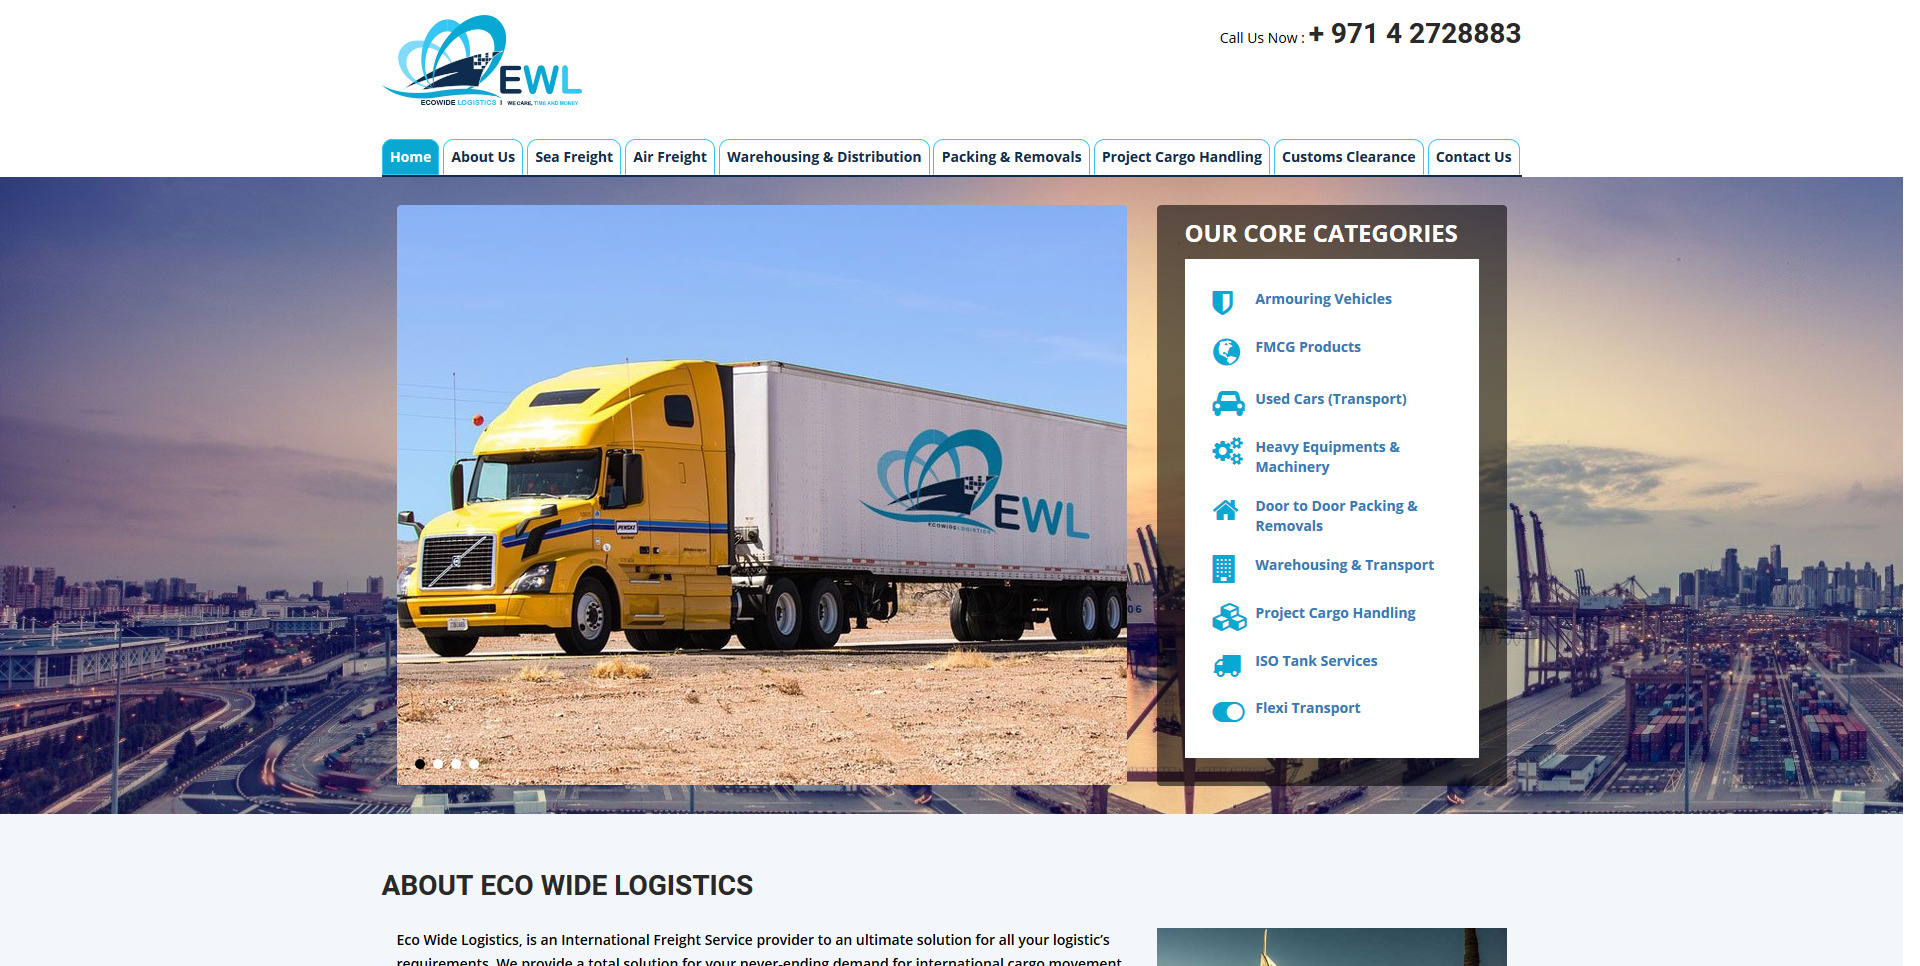 EWL
ECOWIDE LOGISTICS | WE CARE, TIME AND MONEY
Call Us Now : + 971 4 2728883
Home
About Us
Sea Freight
Air Freight
Warehousing & Distribution
Packing & Removals
Project Cargo Handling
Customs Clearance
Contact Us
PENSKE
EWL
ECOWIDE LOGISTICS
OUR CORE CATEGORIES
Armouring Vehicles
FMCG Products
Used Cars (Transport)
Heavy Equipments &
Machinery
Door to Door Packing &
Removals
Warehousing & Transport
Project Cargo Handling
ISO Tank Services
Flexi Transport
ABOUT ECO WIDE LOGISTICS
Eco Wide Logistics, is an International Freight Service provider to an ultimate solution for all your logistic’s
requirements. We provide a total solution for your never-ending demand for international cargo movement